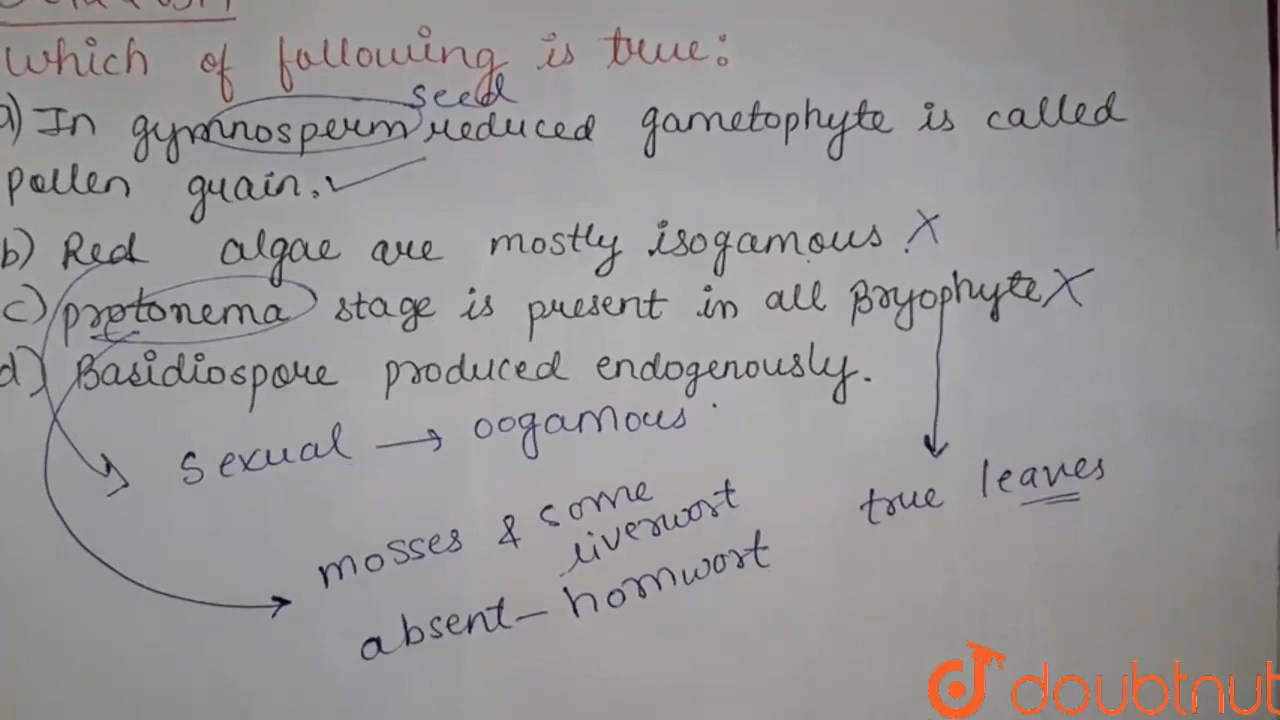 Which of following is true:
seed
a) In gymnosperm reduced gametophyte is called
pollen grain. ✓
b) Red algae are mostly isogamous X
c) protonema stage is present in all Bryophyte X
d) Basidiospore produced endogenously.
sexual → oogamous
true leaves
mosses & some
liverwort
absent – hornwort
doubtnut